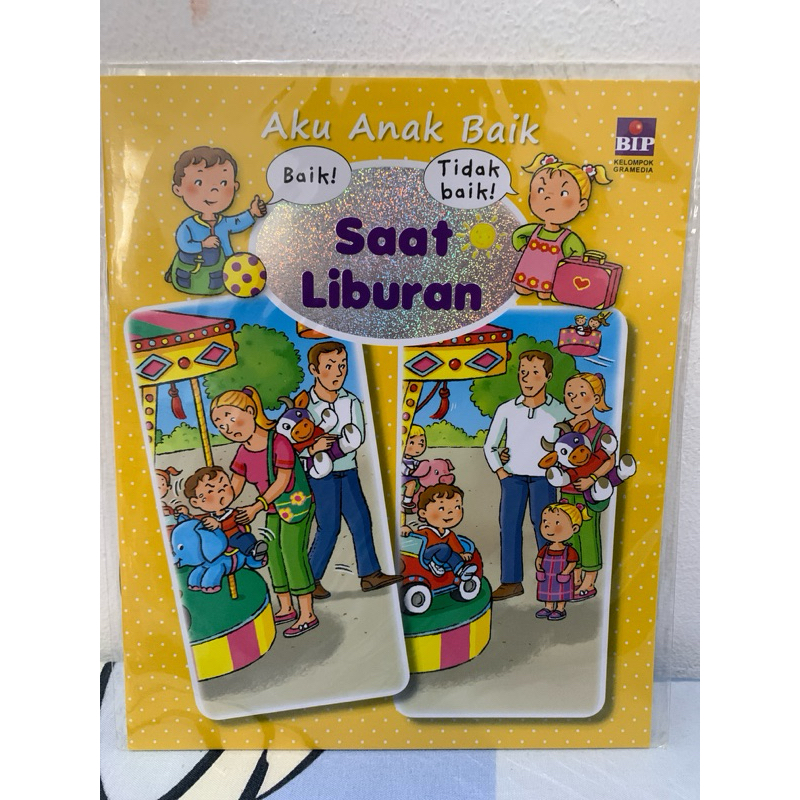 Aku Anak Baik
BIP
KELOMPOK
GRAMEDIA
Baik!
Tidak
baik!
Saat
Liburan